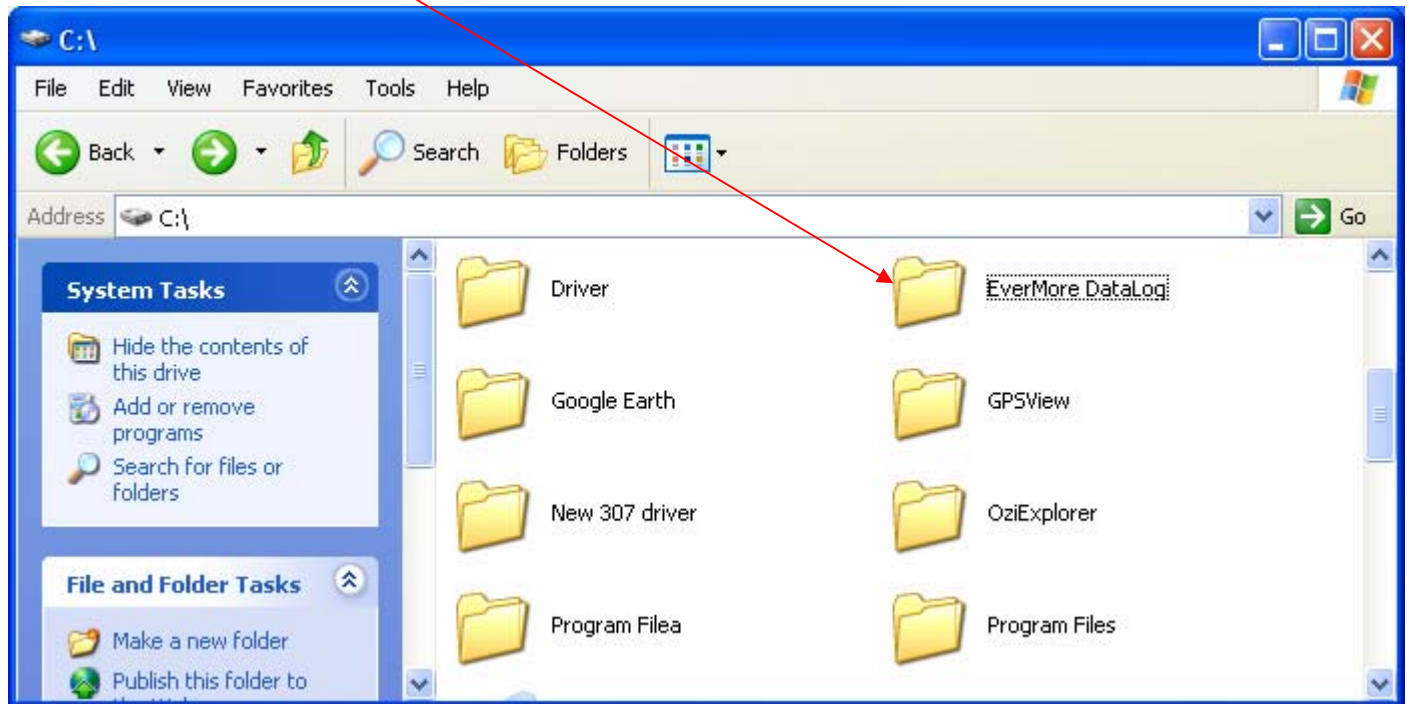 C:\
File Edit View Favorites Tools Help
Back Search Folders
Address C:\ Go
System Tasks
Hide the contents of
this drive
Add or remove
programs
Search for files or
folders
File and Folder Tasks
Make a new folder
Publish this folder to
Driver
EverMore DataLog
Google Earth
GPSView
New 307 driver
OziExplorer
Program Filea
Program Files